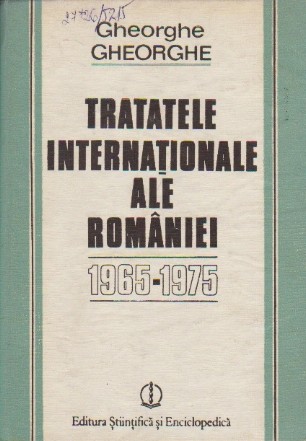 Gheorghe
GHEORGHE
TRATATELE
INTERNAȚIONALE
ALE
ROMÂNIEI
1965-1975
Editura Științifică și Enciclopedică